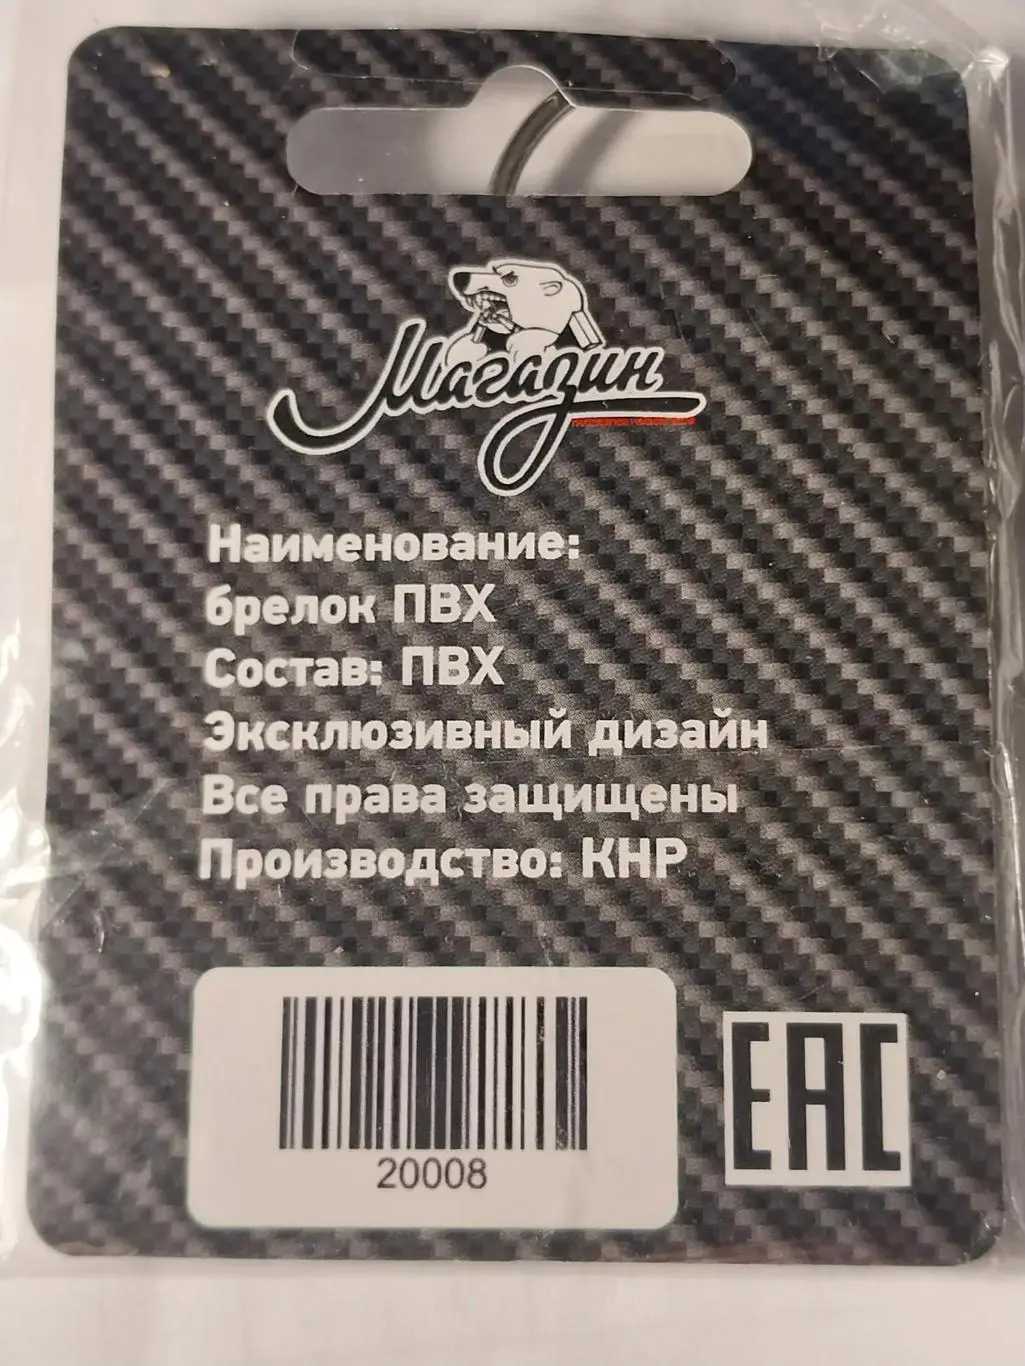 Магазин
Наименование:
брелок ПВХ
Состав: ПВХ
Эксклюзивный дизайн
Все права защищены
Производство: КНР
20008
EAC